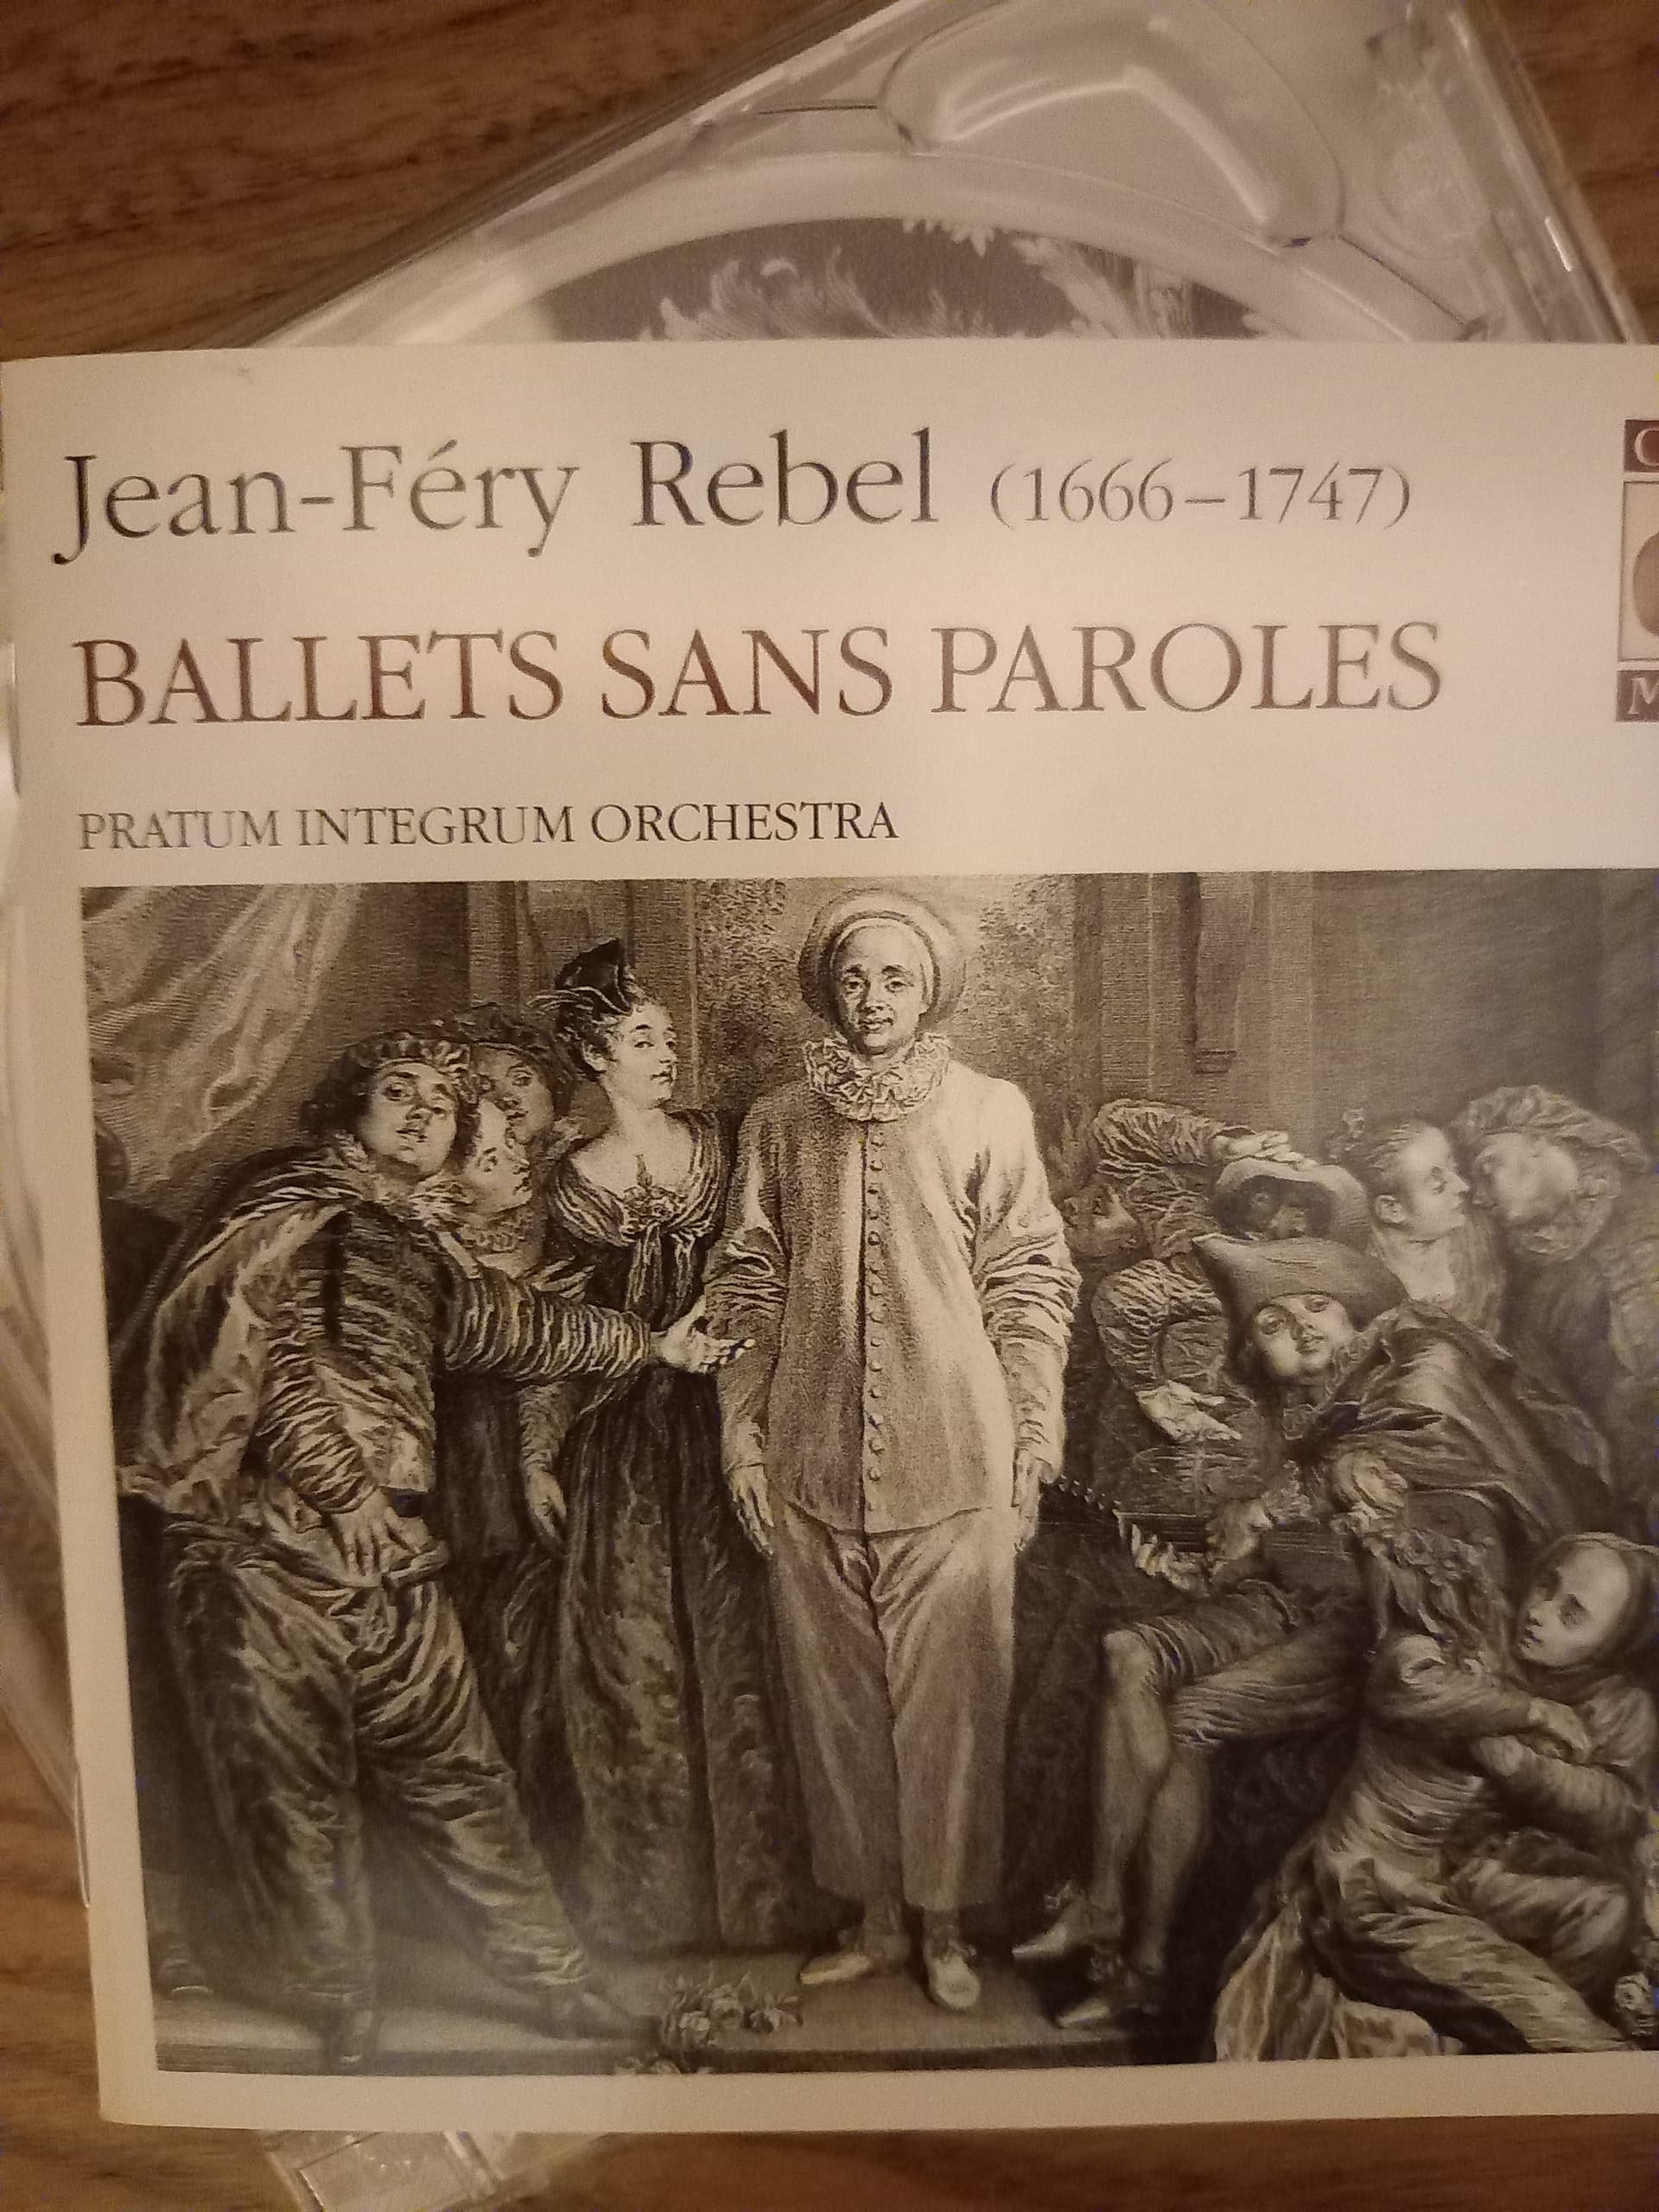 Jean-Féry Rebel (1666–1747)
BALLETS SANS PAROLES
PRATUM INTEGRUM ORCHESTRA